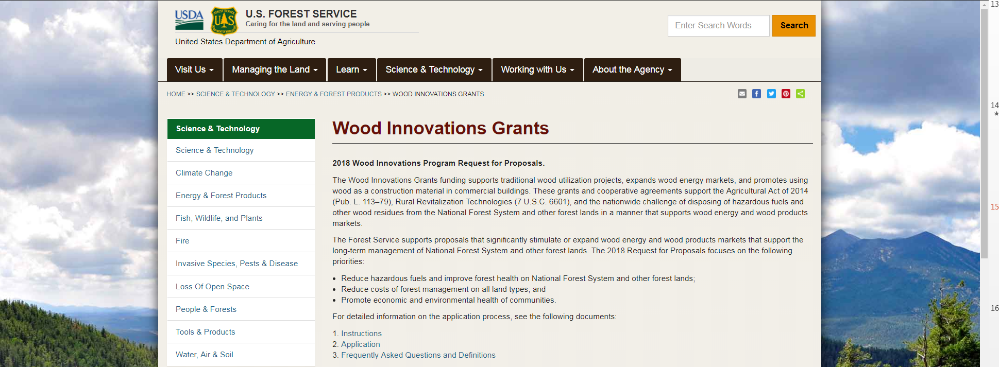 USDA
FOREST SERVICE
UAS
DEPARTMENT OF AGRICULTURE
U.S. FOREST SERVICE
Caring for the land and serving people
United States Department of Agriculture
Enter Search Words
Search
Visit Us
Managing the Land
Learn
Science & Technology
Working with Us
About the Agency
HOME >> SCIENCE & TECHNOLOGY >> ENERGY & FOREST PRODUCTS >> WOOD INNOVATIONS GRANTS
Science & Technology
Science & Technology
Climate Change
Energy & Forest Products
Fish, Wildlife, and Plants
Fire
Invasive Species, Pests & Disease
Loss Of Open Space
People & Forests
Tools & Products
Water, Air & Soil
Wood Innovations Grants
2018 Wood Innovations Program Request for Proposals.
The Wood Innovations Grants funding supports traditional wood utilization projects, expands wood energy markets, and promotes using
wood as a construction material in commercial buildings. These grants and cooperative agreements support the Agricultural Act of 2014
(Pub. L. 113–79), Rural Revitalization Technologies (7 U.S.C. 6601), and the nationwide challenge of disposing of hazardous fuels and
other wood residues from the National Forest System and other forest lands in a manner that supports wood energy and wood products
markets.
The Forest Service supports proposals that significantly stimulate or expand wood energy and wood products markets that support the
long-term management of National Forest System and other forest lands. The 2018 Request for Proposals focuses on the following
priorities:
• Reduce hazardous fuels and improve forest health on National Forest System and other forest lands;
• Reduce costs of forest management on all land types; and
• Promote economic and environmental health of communities.
For detailed information on the application process, see the following documents:
1. Instructions
2. Application
3. Frequently Asked Questions and Definitions
13
14
15
16